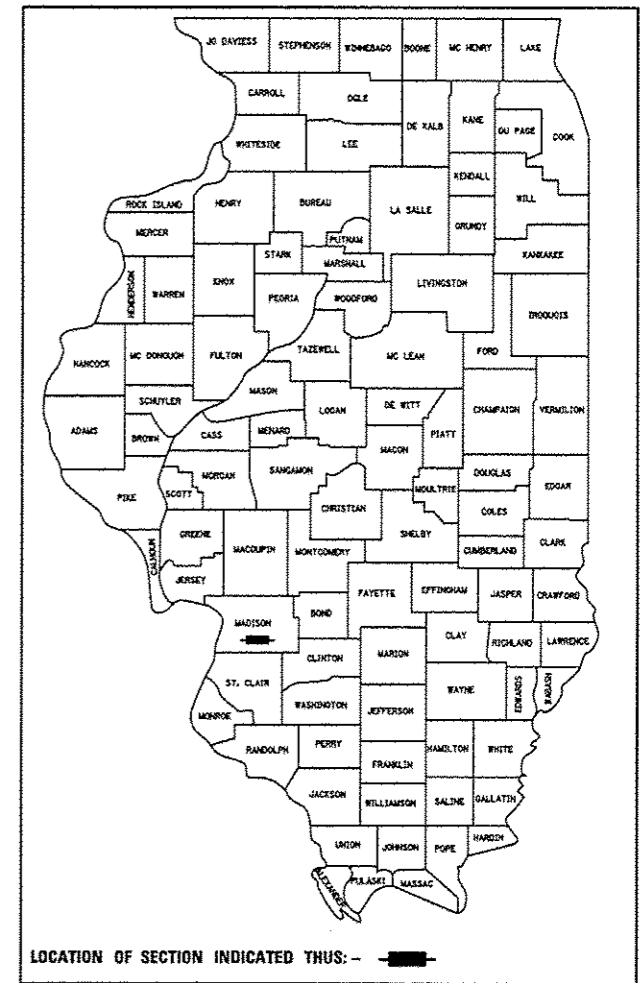 JO DAVIESS STEPHENSON WINNEBAGO BOONE MC HENRY LAKE
CARROLL OGLE DE KALB KANE DU PAGE COOK
WHITESIDE LEE KENDALL WILL
ROCK ISLAND HENRY BUREAU LA SALLE GRUNDY
MERCER PUTNAM KANKAKEE
STARK MARSHALL
HENDERSON WARREN KNOX PEORIA WOODFORD LIVINGSTON IROQUOIS
HANCOCK MC DONOUGH FULTON TAZEWELL MC LEAN FORD
SCHUYLER MASON LOGAN DE WITT CHAMPAIGN VERMILION
ADAMS BROWN CASS MENARD MACON PIATT
PIKE SCOTT MORGAN SANGAMON MOULTRIE DOUGLAS EDGAR
CHRISTIAN COLES
CALHOUN GREENE MACOUPIN MONTGOMERY SHELBY CUMBERLAND CLARK
JERSEY FAYETTE EFFINGHAM JASPER CRAWFORD
MADISON BOND CLAY RICHLAND LAWRENCE
CLINTON MARION
ST. CLAIR WAYNE EDWARDS WABASH
MONROE WASHINGTON JEFFERSON
RANDOLPH PERRY HAMILTON WHITE
FRANKLIN
JACKSON WILLIAMSON SALINE GALLATIN
UNION JOHNSON POPE HARDIN
ALEXANDER PULASKI MASSAC
LOCATION OF SECTION INDICATED THUS: -